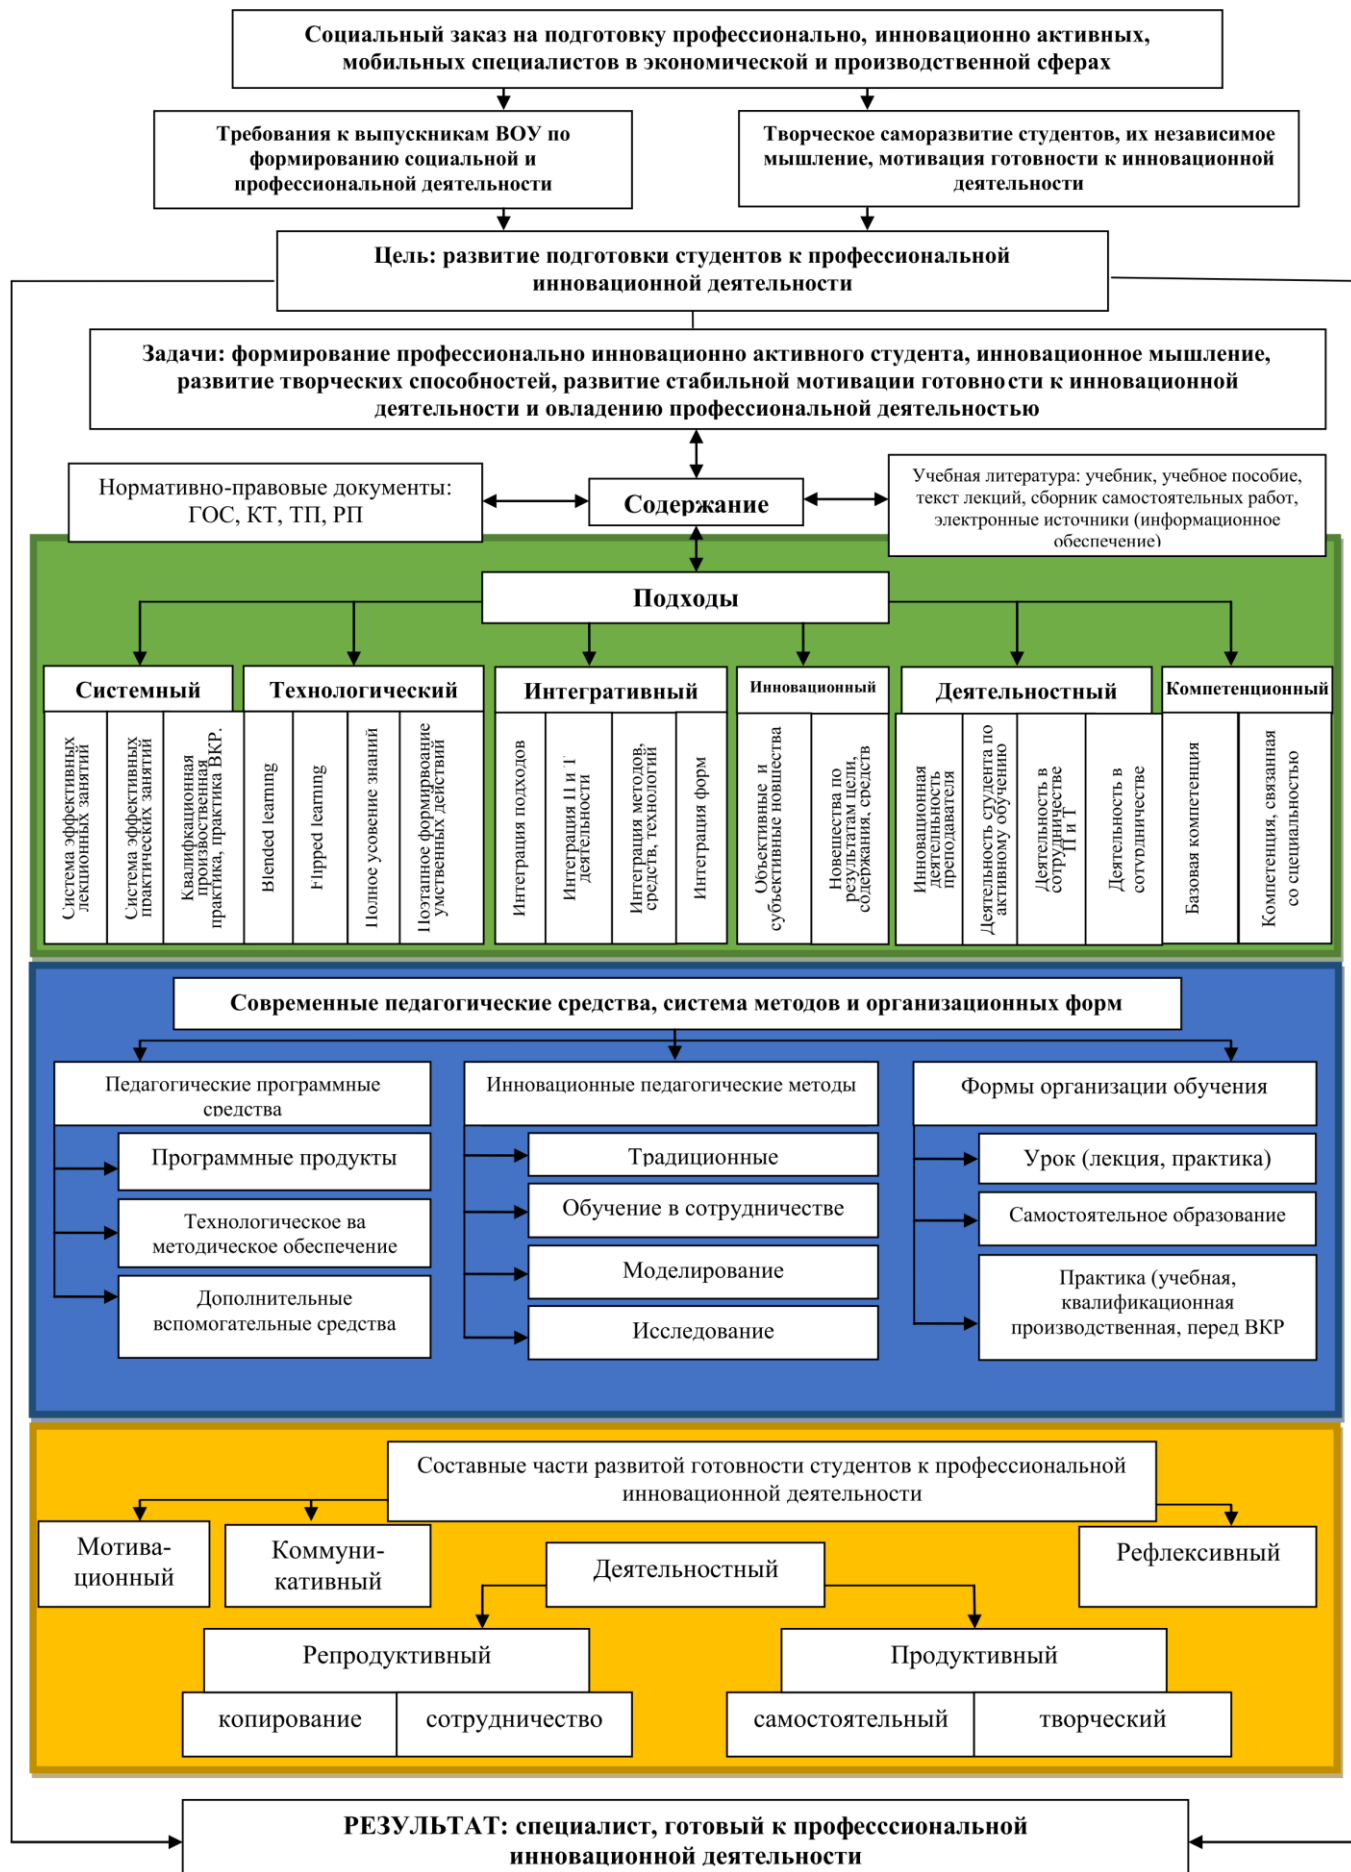 Социальный заказ на подготовку профессионально, инновационно активных,
мобильных специалистов в экономической и производственной сферах
Требования к выпускникам ВОУ по
формированию социальной и
профессиональной деятельности
Творческое саморазвитие студентов, их независимое
мышление, мотивация готовности к инновационной
деятельности
Цель: развитие подготовки студентов к профессиональной
инновационной деятельности
Задачи: формирование профессионально инновационно активного студента, инновационное мышление,
развитие творческих способностей, развитие стабильной мотивации готовности к инновационной
деятельности и овладению профессиональной деятельностью
Нормативно-правовые документы:
ГОС, КТ, ТП, РП
Содержание
Учебная литература: учебник, учебное пособие,
текст лекций, сборник самостоятельных работ,
электронные источники (информационное
обеспечение)
Подходы
Системный
Технологический
Интегративный
Инновационный
Деятельностный
Компетенционный
Система эффективных
лекционных занятий
Система эффективных
практических занятий
Квалифкационная
произвоственная
практика, практика ВКР.
Blended learning
Flipped learning
Полное усовение знаний
Поэтапное формирвоание
умственных действий
Интеграция подходов
Интеграция П и Т
деятельности
Интеграция методов,
средств, технологий
Интеграция форм
Объективные и
субъективные новшества
Новешества по
результатам цели,
содержания, средств
Инновационная
деятелньность
преподавателя
Деятельность студента по
активному обучению
Деятельность в
сотрудничестве
П и Т
Деятельность в
сотудничестве
Базовая компетенция
Компетенция, связанная
со специальностью
Современные педагогические средства, система методов и организационных форм
Педагогические программные
средства
Инновационные педагогические методы
Формы организации обучения
Программные продукты
Технологическое ва
методическое обеспечение
Дополнительные
вспомогательные средства
Традиционные
Обучение в сотрудничестве
Моделирование
Исследование
Урок (лекция, практика)
Самостоятельное образование
Практика (учебная,
квалификационная
производственная, перед ВКР
Составные части развитой готовности студентов к профессиональной
инновационной деятельности
Мотива-
ционный
Коммуни-
кативный
Деятельностный
Рефлексивный
Репродуктивный
Продуктивный
копирование
сотрудничество
самостоятельный
творческий
РЕЗУЛЬТАТ: специалист, готовый к професссиональной
инновационной деятельности